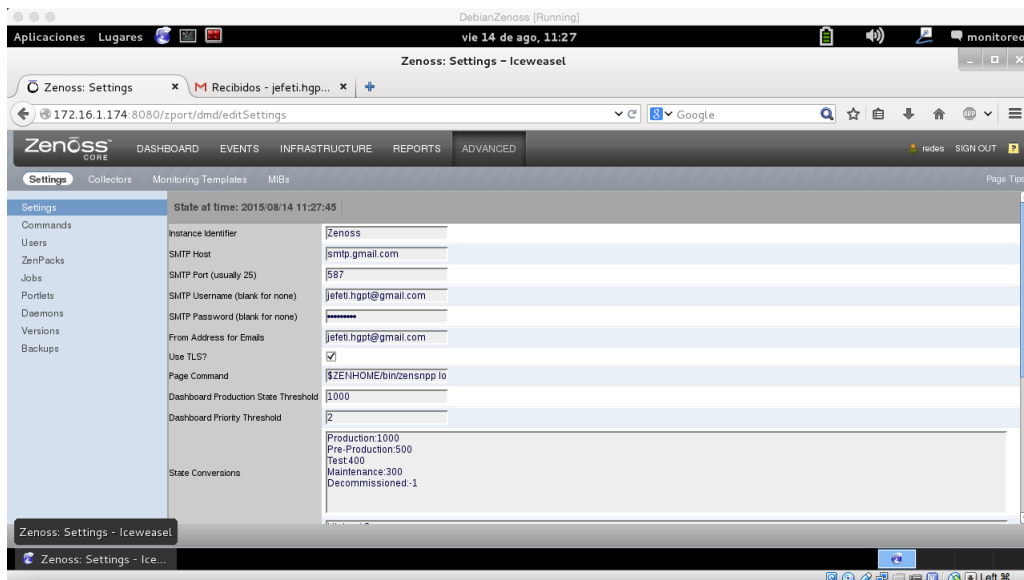 DebianZenoss [Running]
Aplicaciones Lugares vie 14 de ago, 11:27 monitoreo
Zenoss: Settings - Iceweasel
Zenoss: Settings Recibidos - jefeti.hgp...
172.16.1.174:8080/zport/dmd/editSettings Google
Zenoss CORE DASHBOARD EVENTS INFRASTRUCTURE REPORTS ADVANCED redes SIGN OUT ?
Settings Collectors Monitoring Templates MIBs Page Tips
Settings
Commands
Users
ZenPacks
Jobs
Portlets
Daemons
Versions
Backups
State at time: 2015/08/14 11:27:45
Instance Identifier Zenoss
SMTP Host smtp.gmail.com
SMTP Port (usually 25) 587
SMTP Username (blank for none) jefeti.hgpt@gmail.com
SMTP Password (blank for none) •••••••••
From Address for Emails jefeti.hgpt@gmail.com
Use TLS?
Page Command $ZENHOME/bin/zensnpp lo
Dashboard Production State Threshold 1000
Dashboard Priority Threshold 2
State Conversions
Production:1000
Pre-Production:500
Test:400
Maintenance:300
Decommissioned:-1
Zenoss: Settings - Iceweasel
Zenoss: Settings - Ice...
Left ⌘